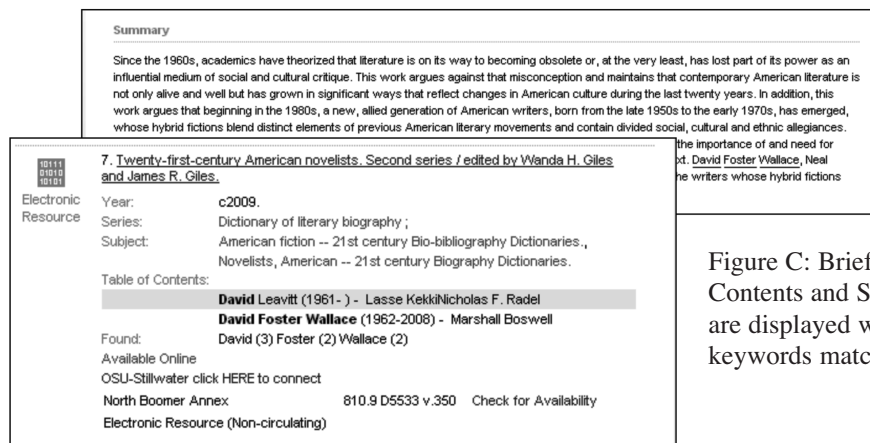 Summary
Since the 1960s, academics have theorized that literature is on its way to becoming obsolete or, at the very least, has lost part of its power as an
influential medium of social and cultural critique. This work argues against that misconception and maintains that contemporary American literature is
not only alive and well but has grown in significant ways that reflect changes in American culture during the last twenty years. In addition, this
work argues that beginning in the 1980s, a new, allied generation of American writers, born from the late 1950s to the early 1970s, has emerged,
whose hybrid fictions blend distinct elements of previous American literary movements and contain divided social, cultural and ethnic allegiances.
the importance of and need for
xt. David Foster Wallace, Neal
he writers whose hybrid fictions
10111
01010
10101
Electronic
Resource
7. Twenty-first-century American novelists. Second series / edited by Wanda H. Giles
and James R. Giles.
Year: c2009.
Series: Dictionary of literary biography ;
Subject: American fiction -- 21st century Bio-bibliography Dictionaries.,
Novelists, American -- 21st century Biography Dictionaries.
Table of Contents:
David Leavitt (1961- ) - Lasse KekkiNicholas F. Radel
David Foster Wallace (1962-2008) - Marshall Boswell
Found: David (3) Foster (2) Wallace (2)
Available Online
OSU-Stillwater click HERE to connect
North Boomer Annex 810.9 D5533 v.350 Check for Availability
Electronic Resource (Non-circulating)
Figure C: Brief
Contents and S
are displayed w
keywords matc